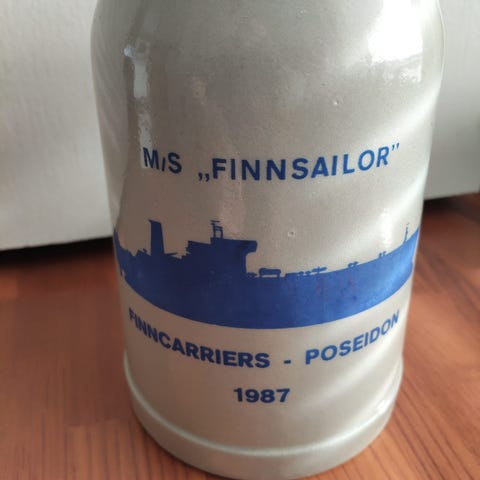 M/S „FINNSAILOR”
FINNCARRIERS - POSEIDON
1987